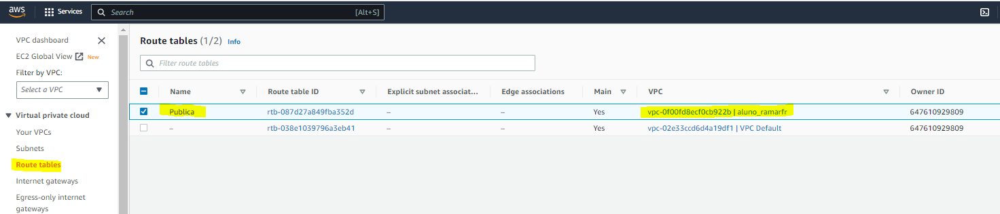 aws Services Search [Alt+S]
VPC dashboard
EC2 Global View New
Filter by VPC:
Select a VPC
Virtual private cloud
Your VPCs
Subnets
Route tables
Internet gateways
Egress-only internet
gateways
Route tables (1/2) Info
Filter route tables
Name Route table ID Explicit subnet associat... Edge associations Main VPC Owner ID
Publica rtb-087d27a849fba352d – – Yes vpc-0f00fd8ecf0cb922b | aluno_ramarfr 647610929809
– rtb-038e1039796a3eb41 – – Yes vpc-02e33ccd6d4a19df1 | VPC Default 647610929809